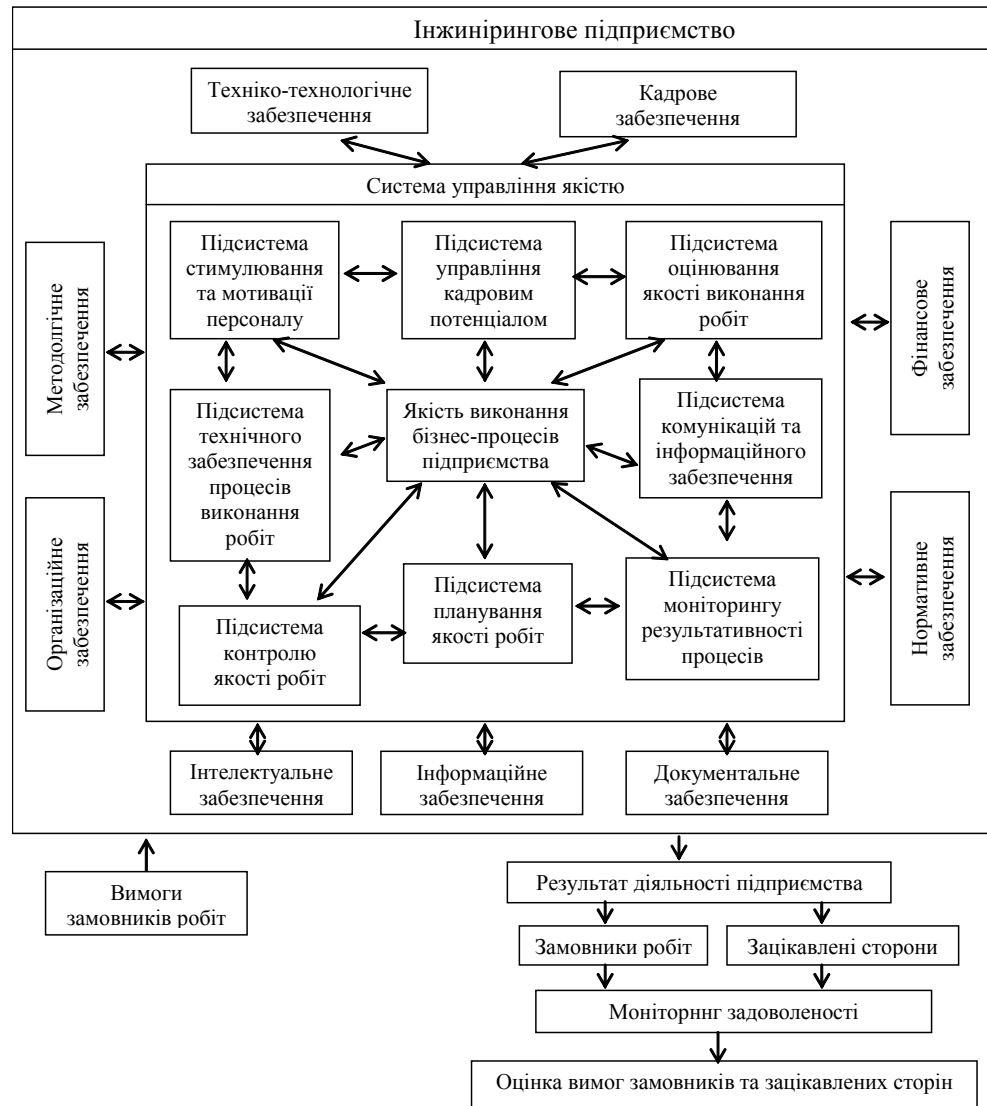 Інжинірингове підприємство
Техніко-технологічне
забезпечення
Кадрове
забезпечення
Система управління якістю
Методолгічне
забезпечення
Організаційне
забезпечення
Підсистема
стимулювання
та мотивації
персоналу
Підсистема
управління
кадровим
потенціалом
Підсистема
оцінювання
якості виконання
робіт
Підсистема
технічного
забезпечення
процесів
виконання
робіт
Якість виконання
бізнес-процесів
підприємства
Підсистема
комунікацій та
інформаційного
забезпечення
Підсистема
контролю
якості робіт
Підсистема
планування
якості робіт
Підсистема
моніторингу
результативності
процесів
Фінансове
забезпечення
Нормативне
забезпечення
Інтелектуальне
забезпечення
Інформаційне
забезпечення
Документальне
забезпечення
Вимоги
замовників робіт
Результат діяльності підприємства
Замовники робіт
Зацікавлені сторони
Моніторннг задоволеності
Оцінка вимог замовників та зацікавлених сторін